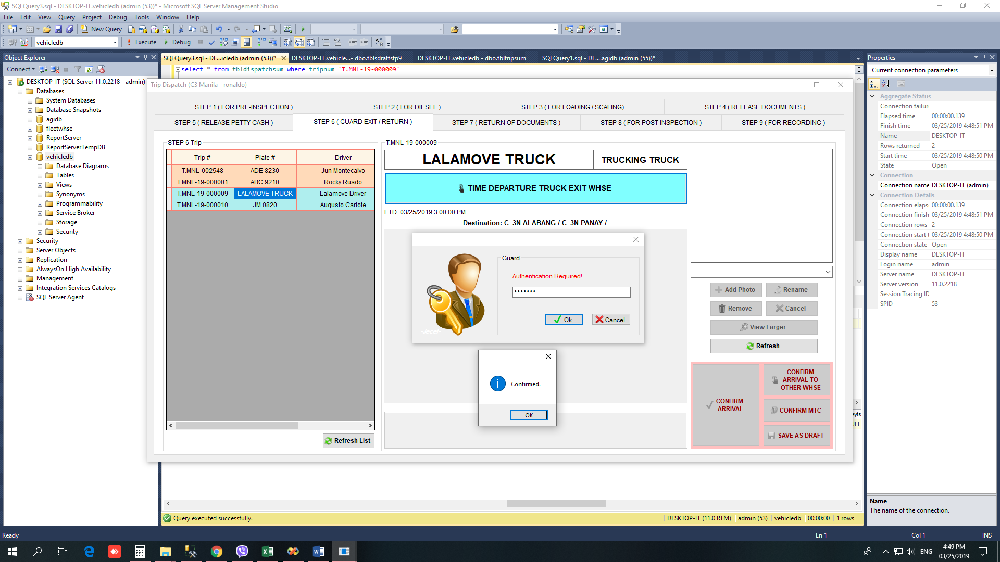 SQLQuery3.sql - DESKTOP-IT.vehicledb (admin (53))* - Microsoft SQL Server Management Studio
File Edit View Query Project Debug Tools Window Help
New Query
vehicledb Execute Debug
Object Explorer
Connect
DESKTOP-IT (SQL Server 11.0.2218 - admin)
Databases
System Databases
Database Snapshots
agidb
fleetwhse
ReportServer
ReportServerTempDB
vehicledb
Database Diagrams
Tables
Views
Synonyms
Programmability
Service Broker
Storage
Security
Security
Server Objects
Replication
AlwaysOn High Availability
Management
Integration Services Catalogs
SQL Server Agent
SQLQuery3.sql - DE...icledb (admin (53))* DESKTOP-IT.vehicle...- dbo.tblsdraftstp9 DESKTOP-IT.vehicledb - dbo.tbltripsum SQLQuery1.sql - DE....agidb (admin (55))*
select * from tbldispatchsum where tripnum='T.MNL-19-000009'
Trip Dispatch (C3 Manila - ronaldo)
STEP 1 ( FOR PRE-INSPECTION ) STEP 2 ( FOR DIESEL ) STEP 3 ( FOR LOADING / SCALING) STEP 4 ( RELEASE DOCUMENTS )
STEP 5 ( RELEASE PETTY CASH ) STEP 6 ( GUARD EXIT / RETURN ) STEP 7 ( RETURN OF DOCUMENTS ) STEP 8 ( FOR POST-INSPECTION ) STEP 9 ( FOR RECORDING )
STEP 6 Trip
Trip # Plate # Driver
T.MNL-002548 ADE 8230 Jun Montecalvo
T.MNL-19-000001 ABC 9210 Rocky Ruado
T.MNL-19-000009 LALAMOVE TRUCK Lalamove Driver
T.MNL-19-000010 JM 0820 Augusto Carlote
Refresh List
T.MNL-19-000009
LALAMOVE TRUCK TRUCKING TRUCK
TIME DEPARTURE TRUCK EXIT WHSE
ETD: 03/25/2019 3:00:00 PM
Destination: C 3N ALABANG / C 3N PANAY /
Guard
Authentication Required!
*******
Ok Cancel
-Jecel-
Confirmed.
OK
Add Photo Rename
Remove Cancel
View Larger
Refresh
CONFIRM ARRIVAL
CONFIRM ARRIVAL TO OTHER WHSE
CONFIRM MTC
SAVE AS DRAFT
eyts
JLL
Query executed successfully. DESKTOP-IT (11.0 RTM) admin (53) vehicledb 00:00:00 1 rows
Properties
Current connection parameters
Aggregate Status
Connection failure
Elapsed time 00:00:00.139
Finish time 03/25/2019 4:48:51 PM
Name DESKTOP-IT
Rows returned 2
Start time 03/25/2019 4:48:50 PM
State Open
Connection
Connection name DESKTOP-IT (admin)
Connection Details
Connection elaps 00:00:00.139
Connection finish 03/25/2019 4:48:51 PM
Connection rows 2
Connection start t 03/25/2019 4:48:50 PM
Connection state Open
Display name DESKTOP-IT
Login name admin
Server name DESKTOP-IT
Server version 11.0.2218
Session Tracing ID
SPID 53
Name
The name of the connection.
Ready Ln 1 Col 1 INS
ENG 4:49 PM
03/25/2019